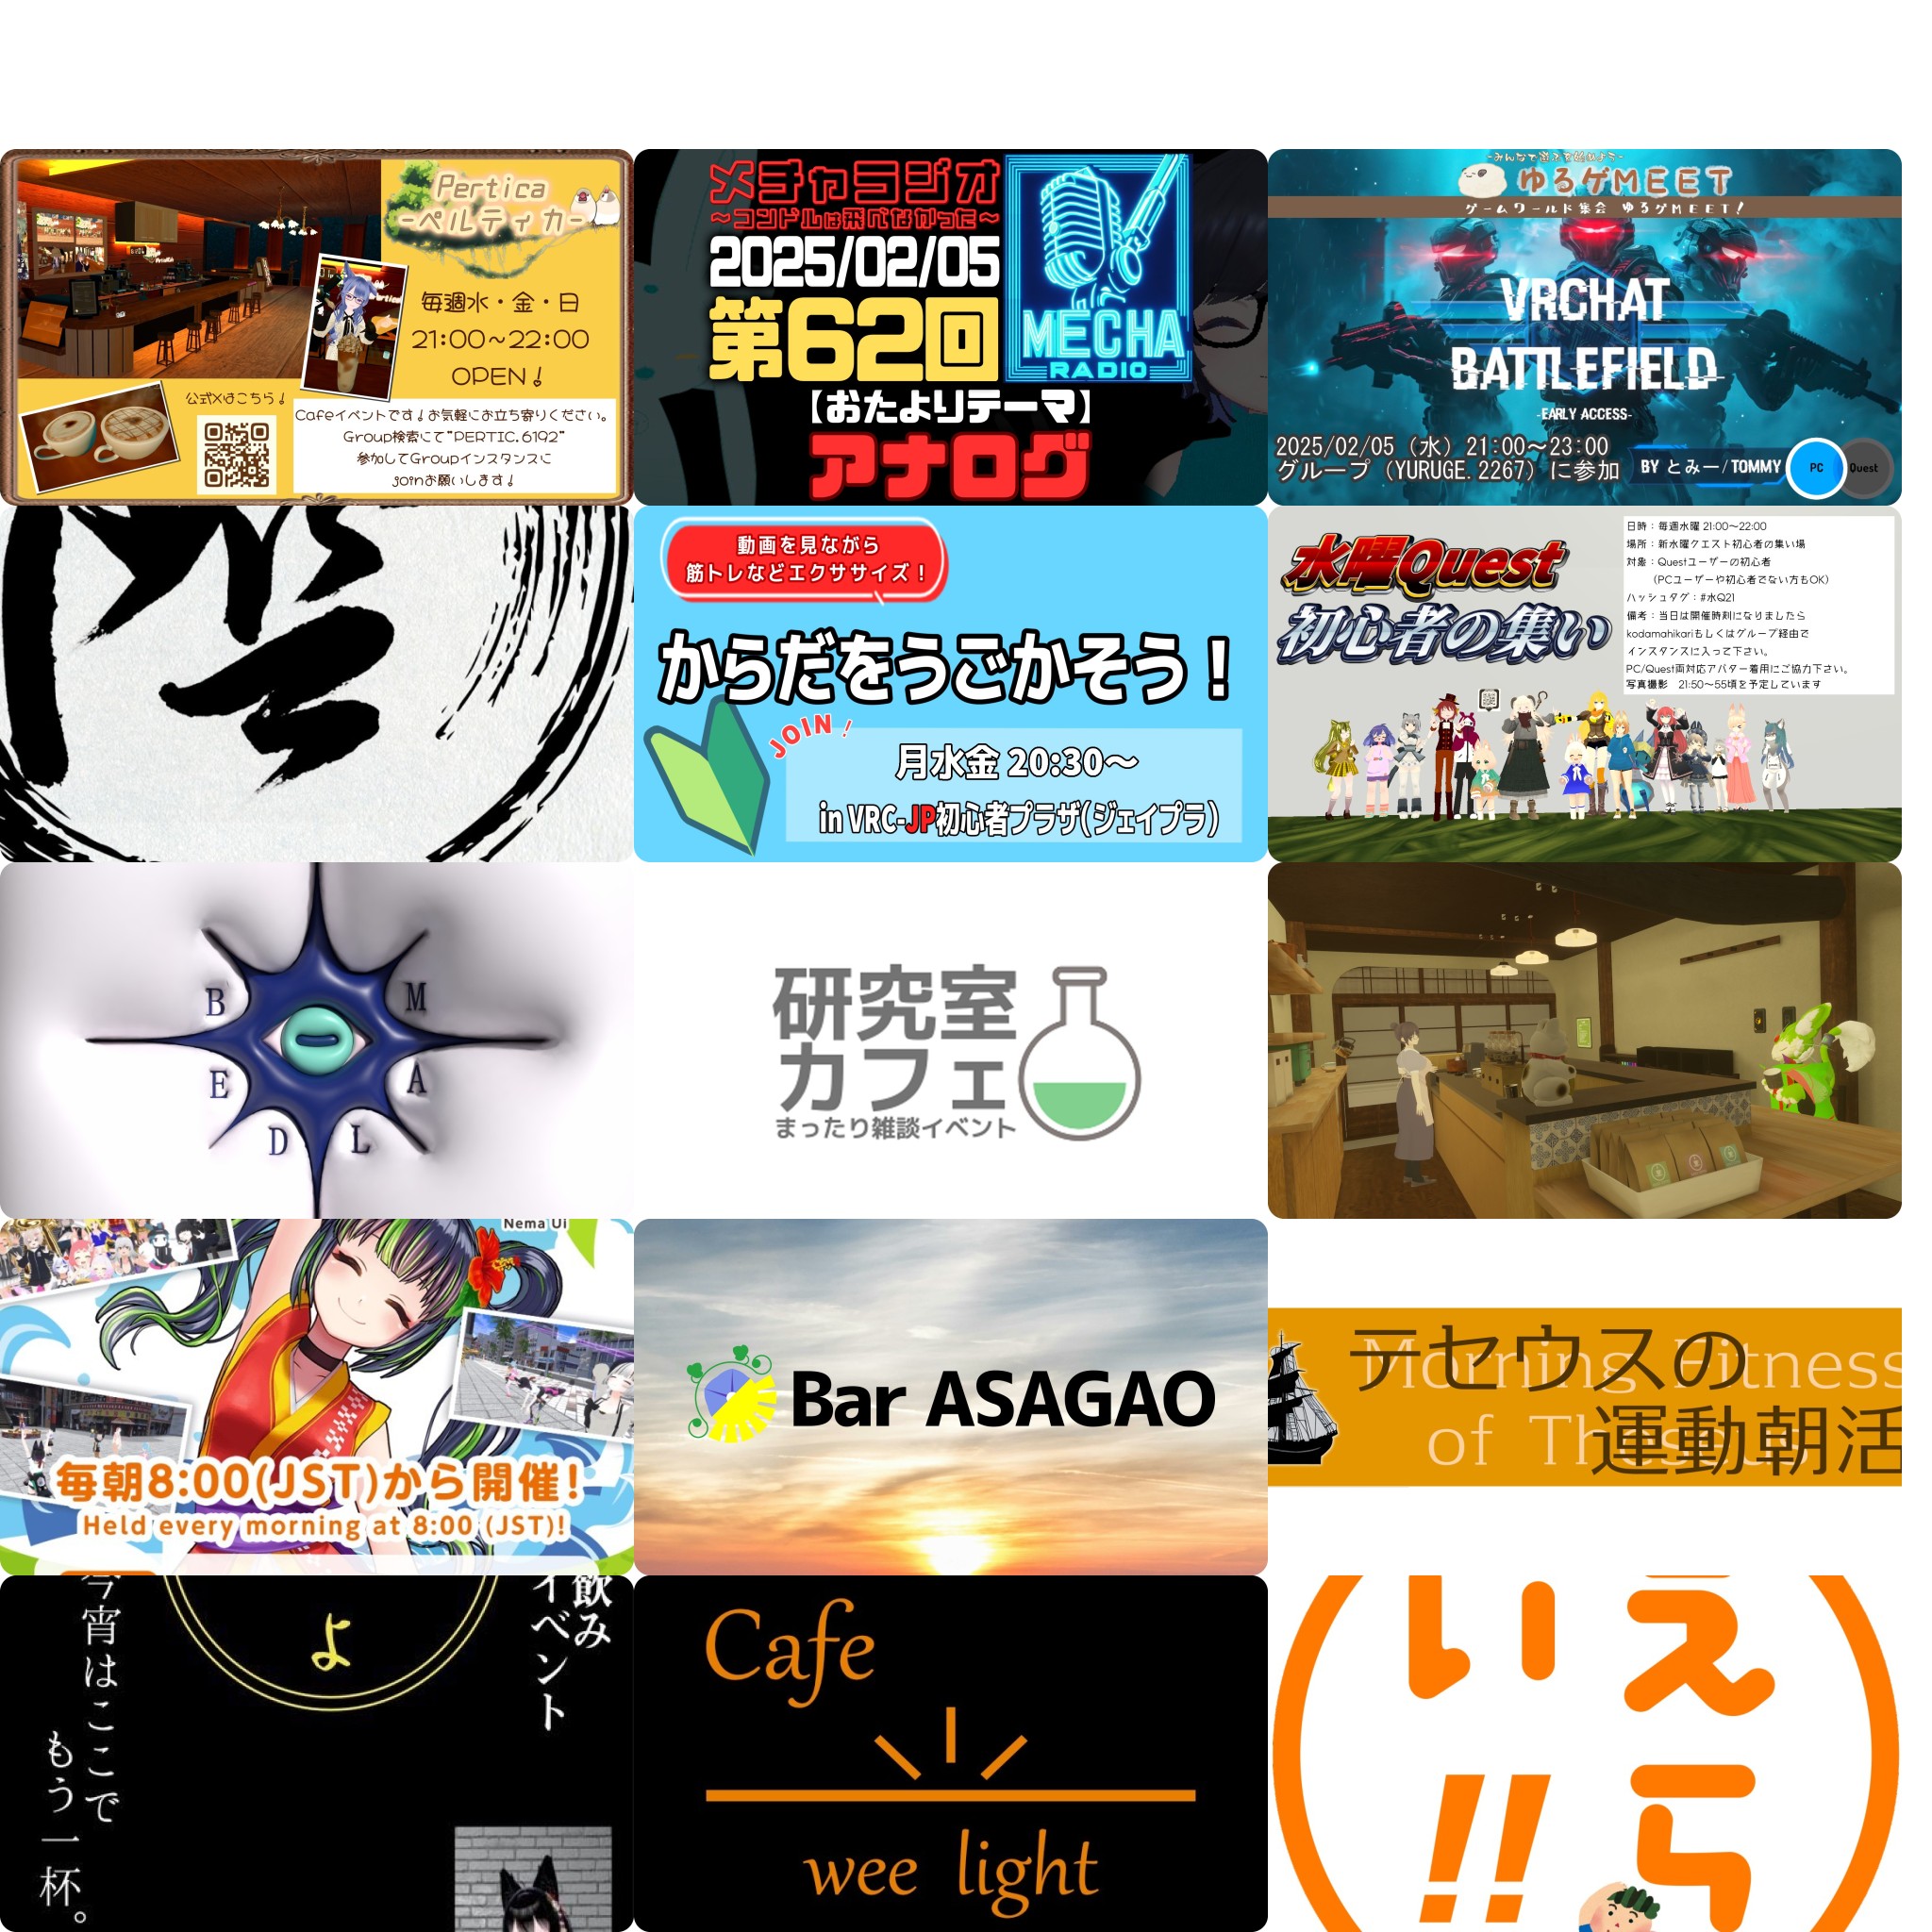 Pertica
-ペルティカ-
毎週水・金・日
21:00~22:00
OPEN!
公式Xはこちら!
Cafeイベントです!お気軽にお立ち寄りください。
Group検索にて"PERTIC.6192"
参加してGroupインスタンスに
joinお願いします!
メチャラジオ
~コンドルは飛べなかった~
2025/02/05
第62回
MECHA
RADIO
【おたよりテーマ】
アナログ
-みんなで遊ぶを始めよう-
ゆるゲMEET
ゲームワールド集会 ゆるゲMEET!
VRCHAT
BATTLEFIELD
-EARLY ACCESS-
2025/02/05（水）21:00~23:00
グループ（YURUGE.2267）に参加
BY とみー/TOMMY
PC
Quest
動画を見ながら
筋トレなどエクササイズ!
からだをうごかそう!
JOIN!
月水金 20:30~
in VRC-JP初心者プラザ(ジェイプラ)
水曜Quest
初心者の集い
日時：毎週水曜 21:00~22:00
場所：新水曜クエスト初心者の集い場
対象：Questユーザーの初心者
（PCユーザーや初心者でない方もOK）
ハッシュタグ：#水Q21
備考：当日は開催時刻になりましたら
kodamahikariもしくはグループ経由で
インスタンスに入って下さい。
PC/Quest両対応アバター着用にご協力下さい。
写真撮影 21:50~55頃を予定しています
B M
E A
D L
研究室
カフェ
まったり雑談イベント
Nema Ui
毎朝8:00(JST)から開催!
Held every morning at 8:00 (JST)!
Bar ASAGAO
テセウスの
Morning Fitness
運動朝活
of Thes
飲み
イベント
よ
今宵はここで
もう一杯。
Cafe
wee light
えら
い!!